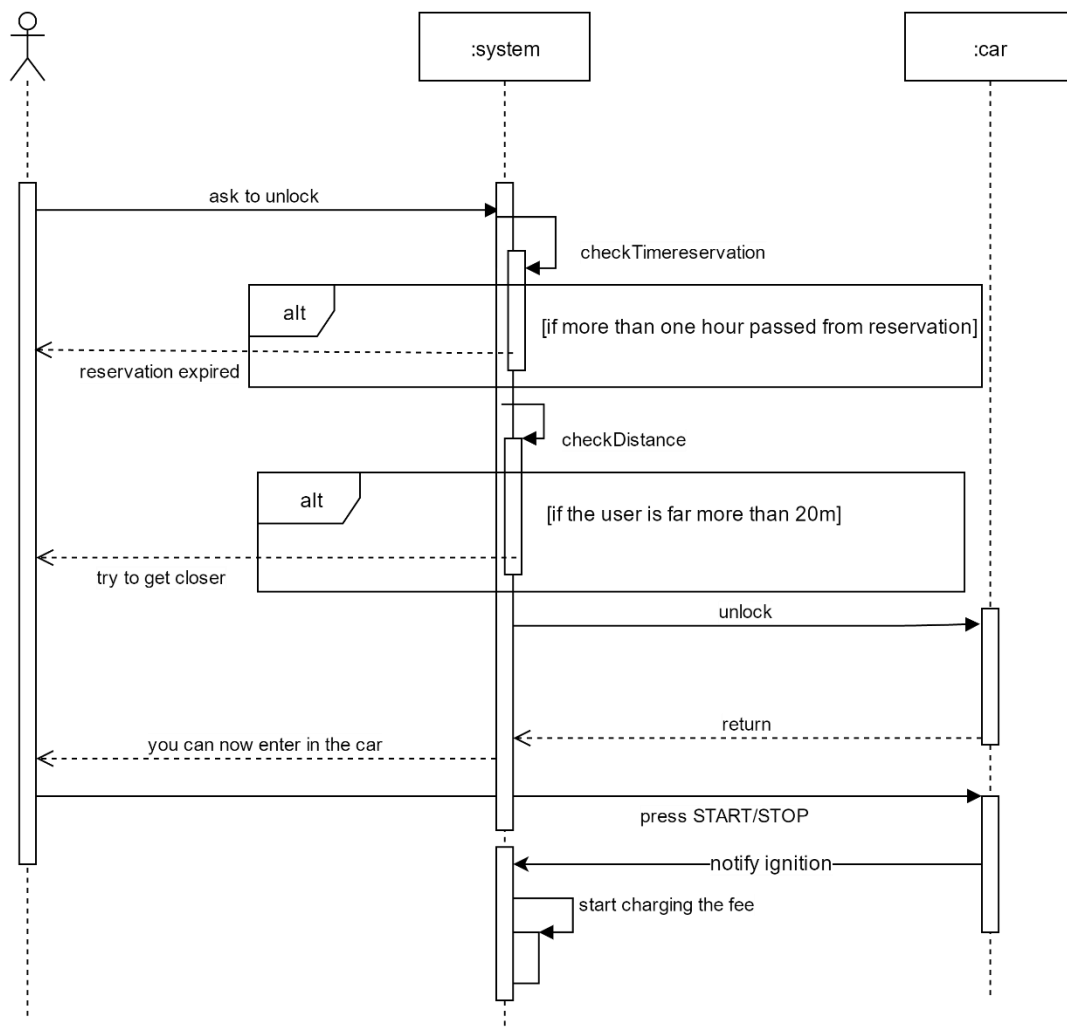 :system
:car
ask to unlock
checkTimereservation
alt
[if more than one hour passed from reservation]
reservation expired
checkDistance
alt
[if the user is far more than 20m]
try to get closer
unlock
return
you can now enter in the car
press START/STOP
notify ignition
start charging the fee